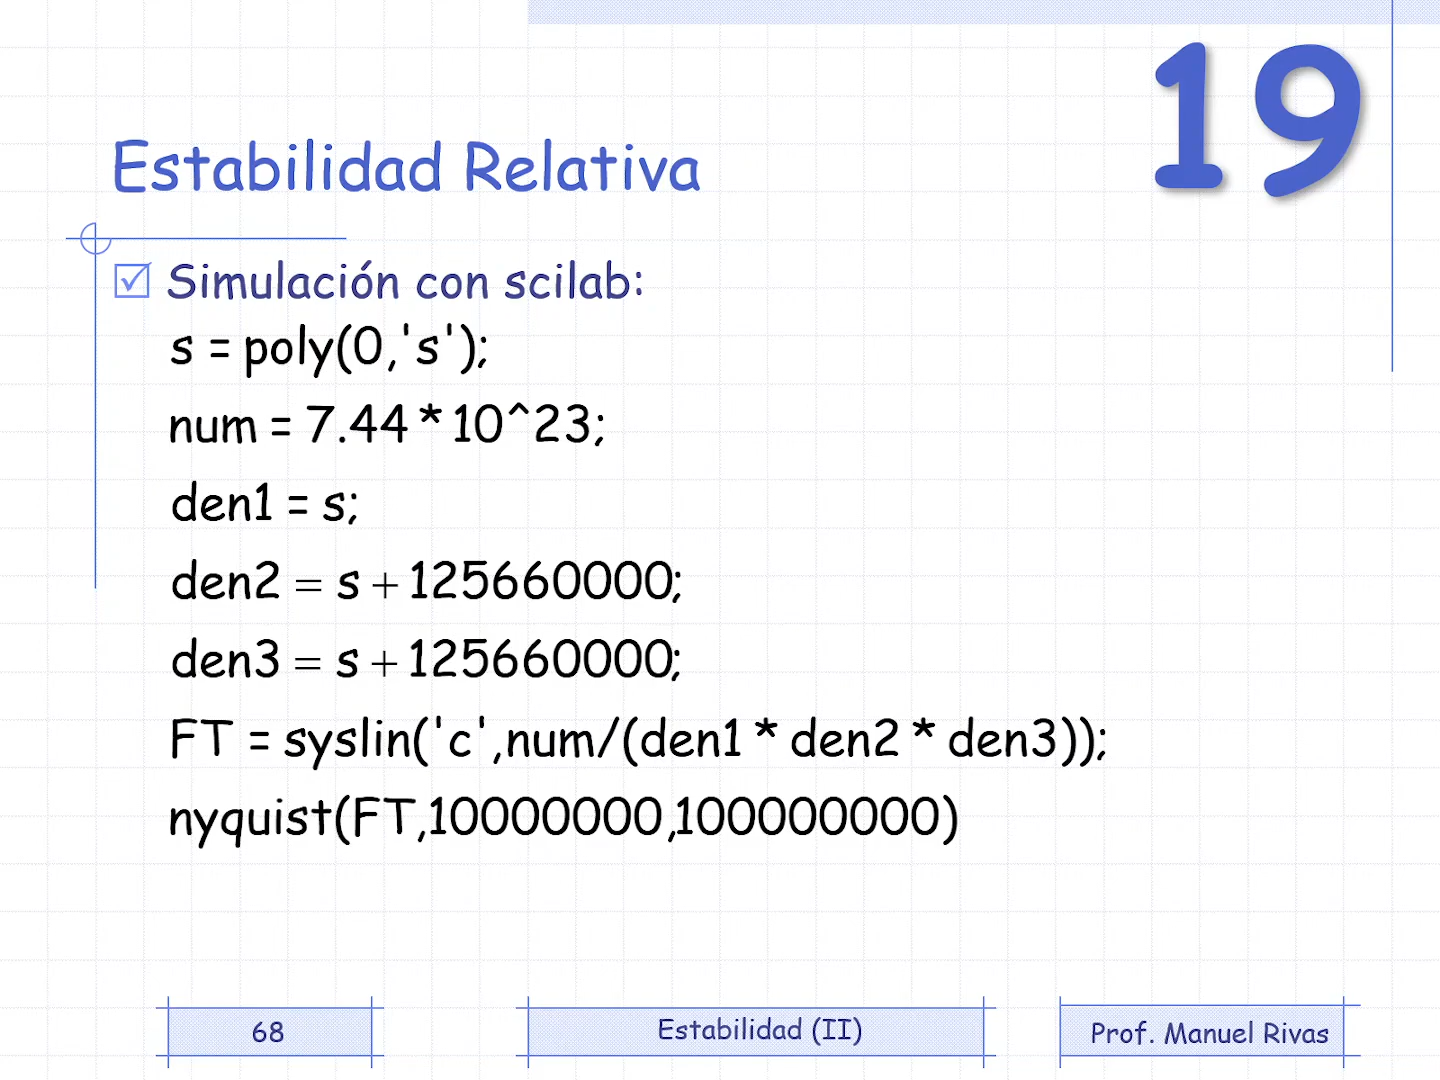 19
Estabilidad Relativa
Simulación con scilab:
s = poly(0,'s');
num = 7.44 * 10^23;
den1 = s;
den2 = s + 125660000;
den3 = s + 125660000;
FT = syslin('c',num/(den1 * den2 * den3));
nyquist(FT,10000000,100000000)
68
Estabilidad (II)
Prof. Manuel Rivas